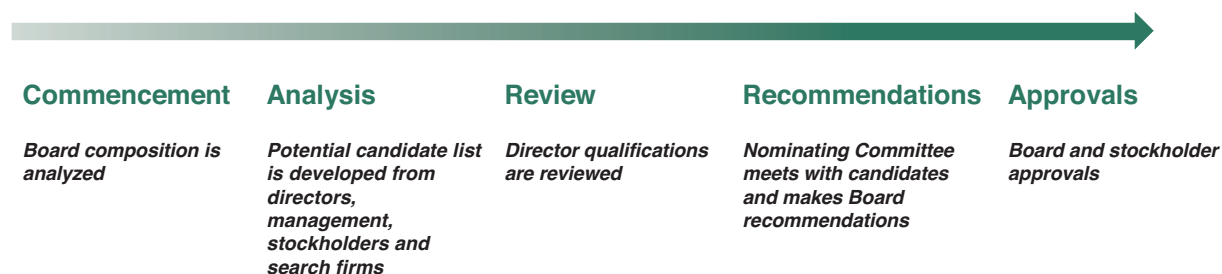 Commencement
Board composition is
analyzed
Analysis
Potential candidate list
is developed from
directors,
management,
stockholders and
search firms
Review
Director qualifications
are reviewed
Recommendations
Nominating Committee
meets with candidates
and makes Board
recommendations
Approvals
Board and stockholder
approvals